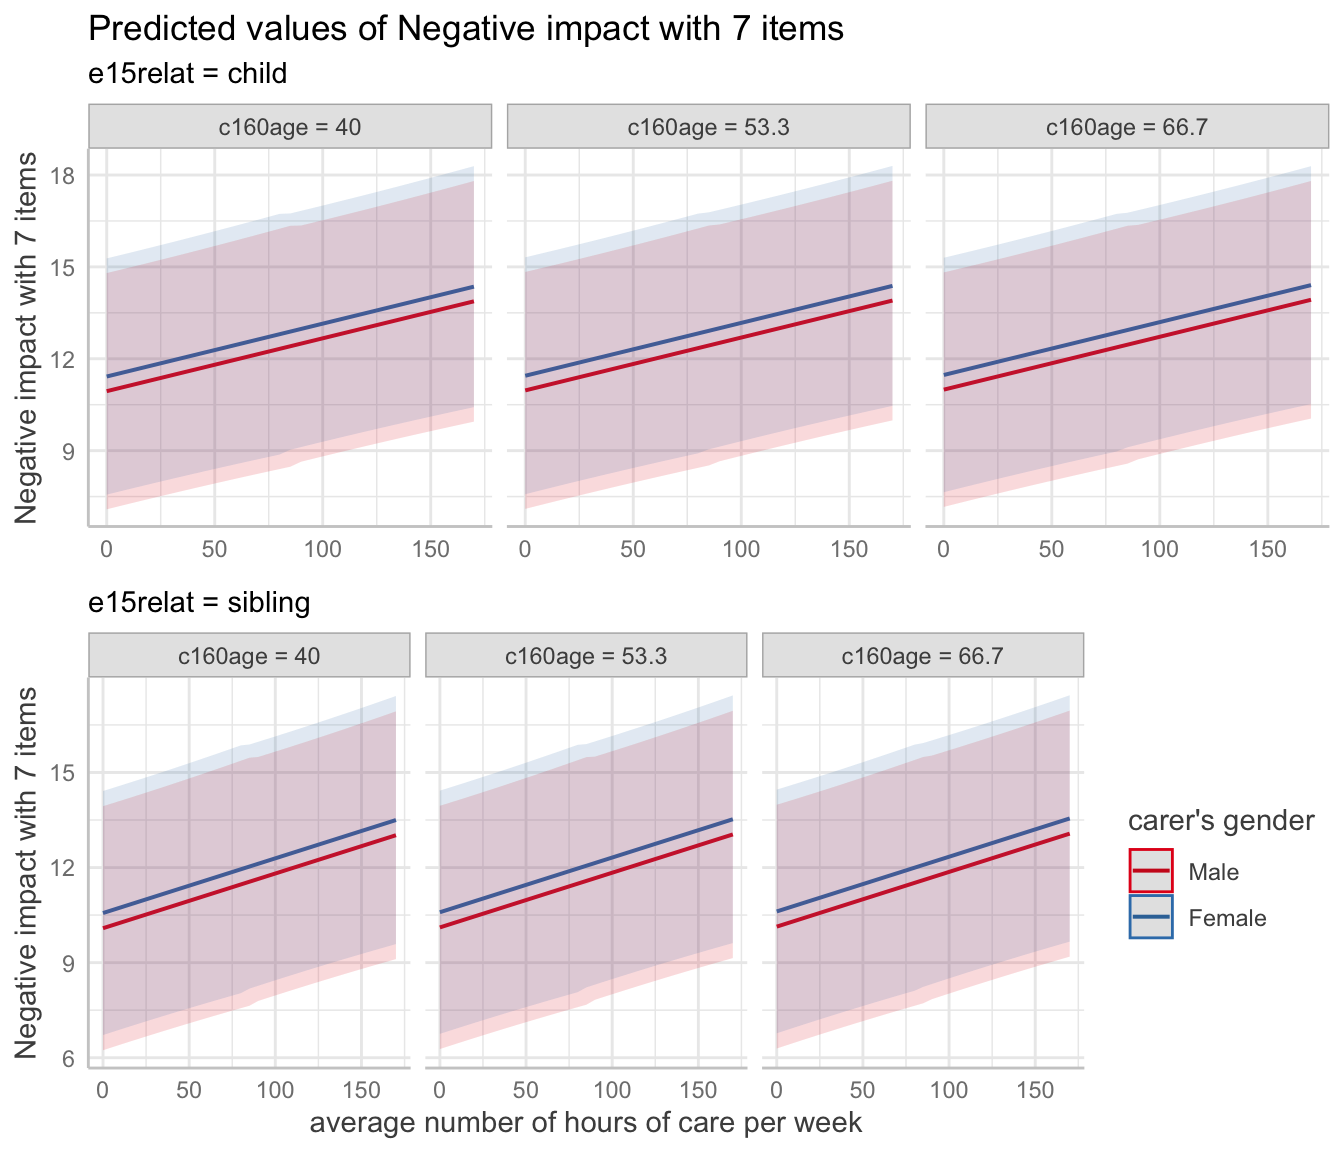 Predicted values of Negative impact with 7 items
e15relat = child
c160age = 40 c160age = 53.3 c160age = 66.7
Negative impact with 7 items
18
15
12
9
0 50 100 150 0 50 100 150 0 50 100 150
e15relat = sibling
c160age = 40 c160age = 53.3 c160age = 66.7
Negative impact with 7 items
15
12
9
6
0 50 100 150 0 50 100 150 0 50 100 150
average number of hours of care per week
carer's gender
Male
Female